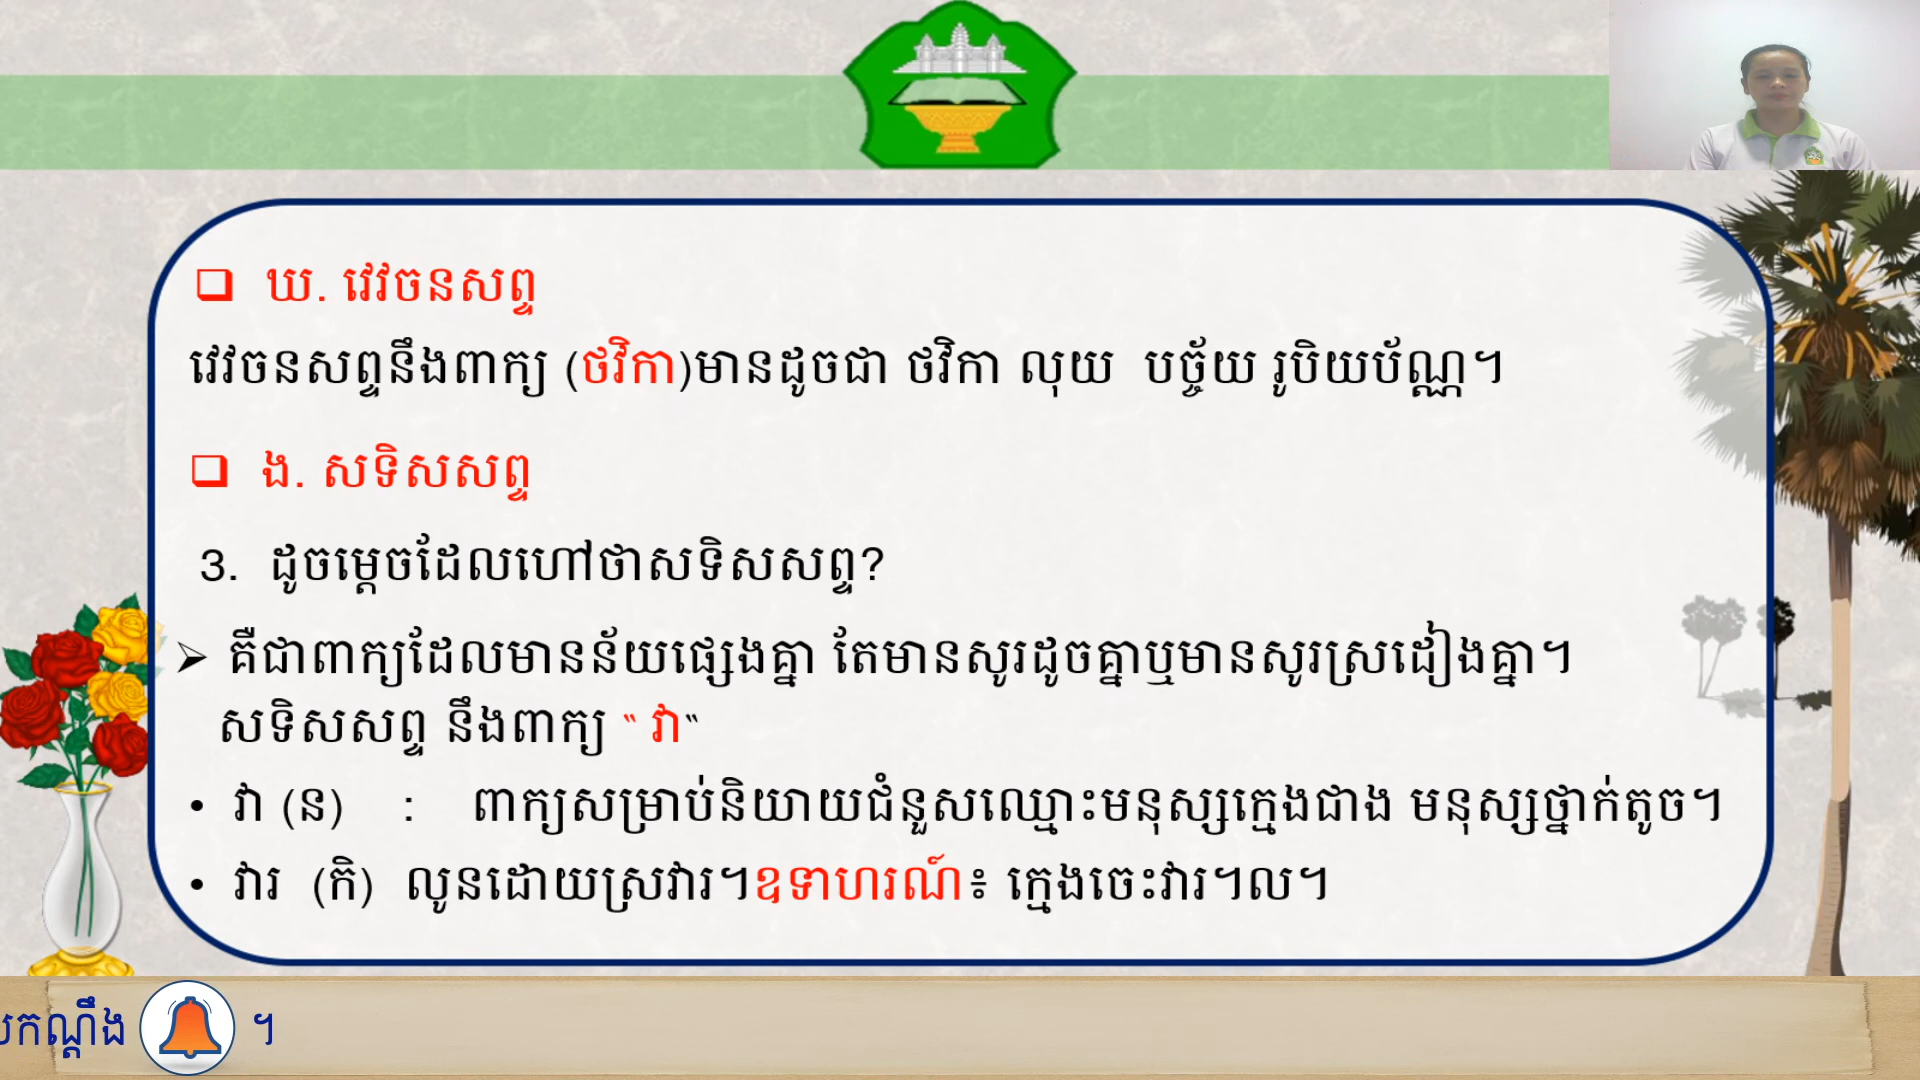 ឃ. វេវចនសព្ទ
វេវចនសព្ទនឹងពាក្យ (ថវិកា)មានដូចជា ថវិកា លុយ បច្ច័យ រូបិយប័ណ្ណ។
ង. សទិសសព្ទ
3. ដូចម្ដេចដែលហៅថាសទិសសព្ទ?
➢ គឺជាពាក្យដែលមានន័យផ្សេងគ្នា តែមានសូរដូចគ្នាឬមានសូរស្រដៀងគ្នា។
សទិសសព្ទ នឹងពាក្យ “ វា“
• វា (ន) : ពាក្យសម្រាប់និយាយជំនួសឈ្មោះមនុស្សក្មេងជាង មនុស្សថ្នាក់តូច។
• វារ (កិ) លូនដោយស្រវារ។ឧទាហរណ៍៖ ក្មេងចេះវារ។ល។
កណ្ដឹង ។